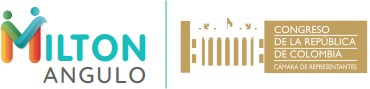 MILTON
ANGULO
CONGRESO
DE LA REPÚBLICA
DE COLOMBIA
CÁMARA DE REPRESENTANTES